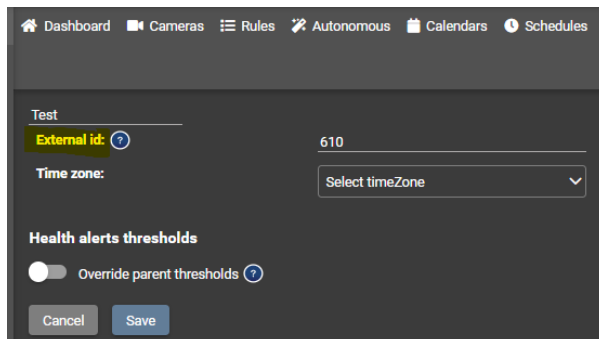 Dashboard Cameras Rules Autonomous Calendars Schedules
Test
External id: ?
610
Time zone:
Select timeZone
Health alerts thresholds
Override parent thresholds ?
Cancel Save